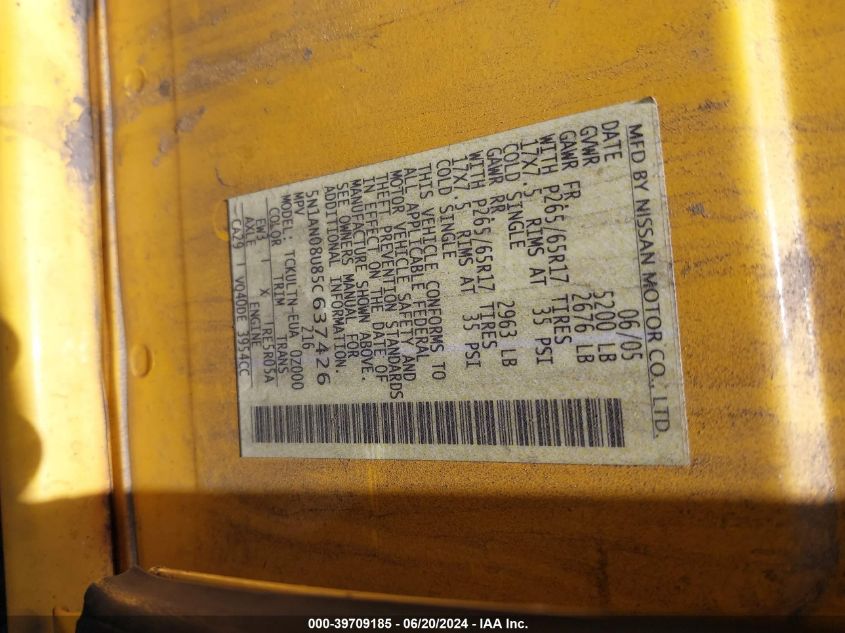 MFD BY NISSAN MOTOR CO., LTD.
DATE 06/05
GVWR 5200 LB
GAWR FR. 2676 LB
WITH P265/65R17 TIRES
17X7.5 RIMS AT 35 PSI
COLD SINGLE
GAWR RR 2963 LB
WITH P265/65R17 TIRES
17X7.5 RIMS AT 35 PSI
COLD SINGLE
THIS VEHICLE CONFORMS TO
ALL APPLICABLE FEDERAL
MOTOR VEHICLE SAFETY AND
THEFT PREVENTION STANDARDS
IN EFFECT ON THE DATE OF
MANUFACTURE SHOWN ABOVE.
SEE OWNERS MANUAL FOR
ADDITIONAL INFORMATION.
5N1AN08U85C637426
MPV Z16
MODEL: TCKULTN-EUA 0Z000
COLOR TRIM TRANS
EW3 X RE5R05A
AXLE ENGINE
CA29 VQ40DE 3954CC
000-39709185 - 06/20/2024 - IAA Inc.